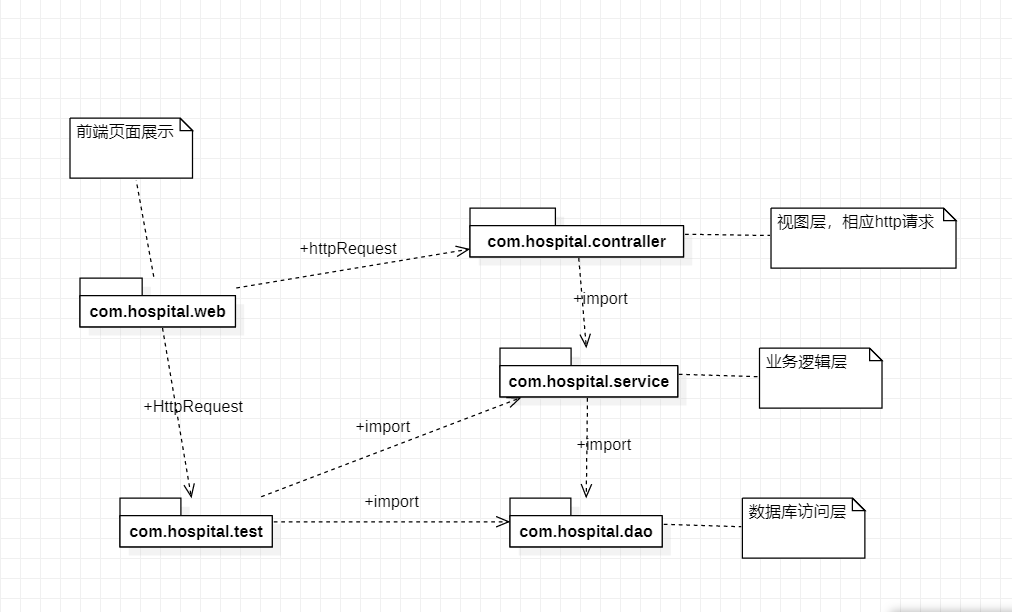 前端页面展示
视图层，相应http请求
com.hospital.contraller
+httpRequest
+import
com.hospital.web
业务逻辑层
com.hospital.service
+HttpRequest
+import
+import
+import
数据库访问层
com.hospital.test
com.hospital.dao